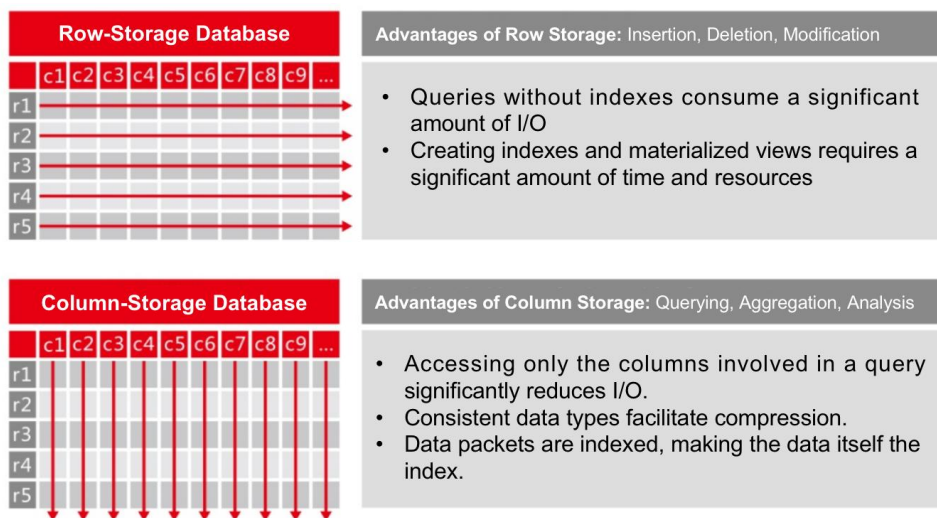 Row-Storage Database
c1 c2 c3 c4 c5 c6 c7 c8 c9 ...
r1
r2
r3
r4
r5
Advantages of Row Storage: Insertion, Deletion, Modification
• Queries without indexes consume a significant
amount of I/O
• Creating indexes and materialized views requires a
significant amount of time and resources
Column-Storage Database
c1 c2 c3 c4 c5 c6 c7 c8 c9 ...
r1
r2
r3
r4
r5
Advantages of Column Storage: Querying, Aggregation, Analysis
• Accessing only the columns involved in a query
significantly reduces I/O.
• Consistent data types facilitate compression.
• Data packets are indexed, making the data itself the
index.